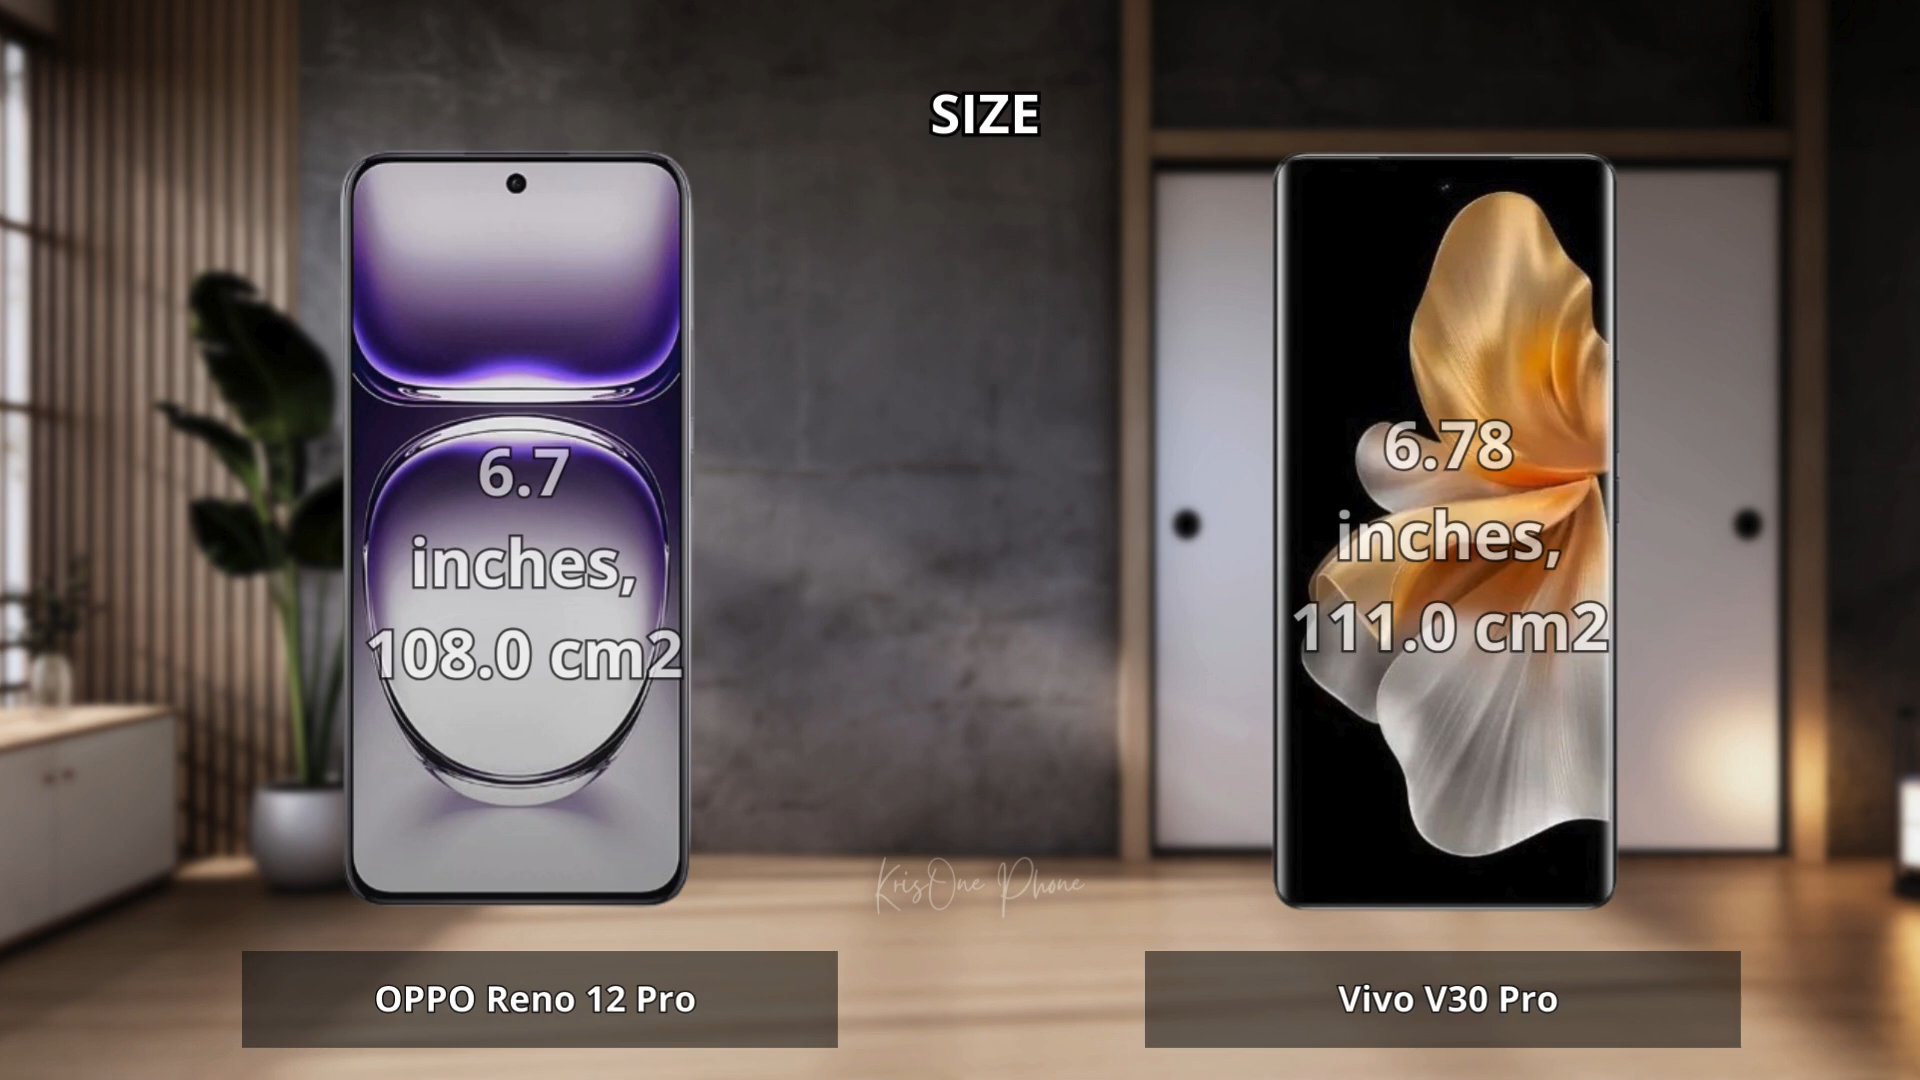 SIZE
6.7
inches,
108.0 cm2
6.78
inches,
111.0 cm2
KrisOne Phone
OPPO Reno 12 Pro
Vivo V30 Pro